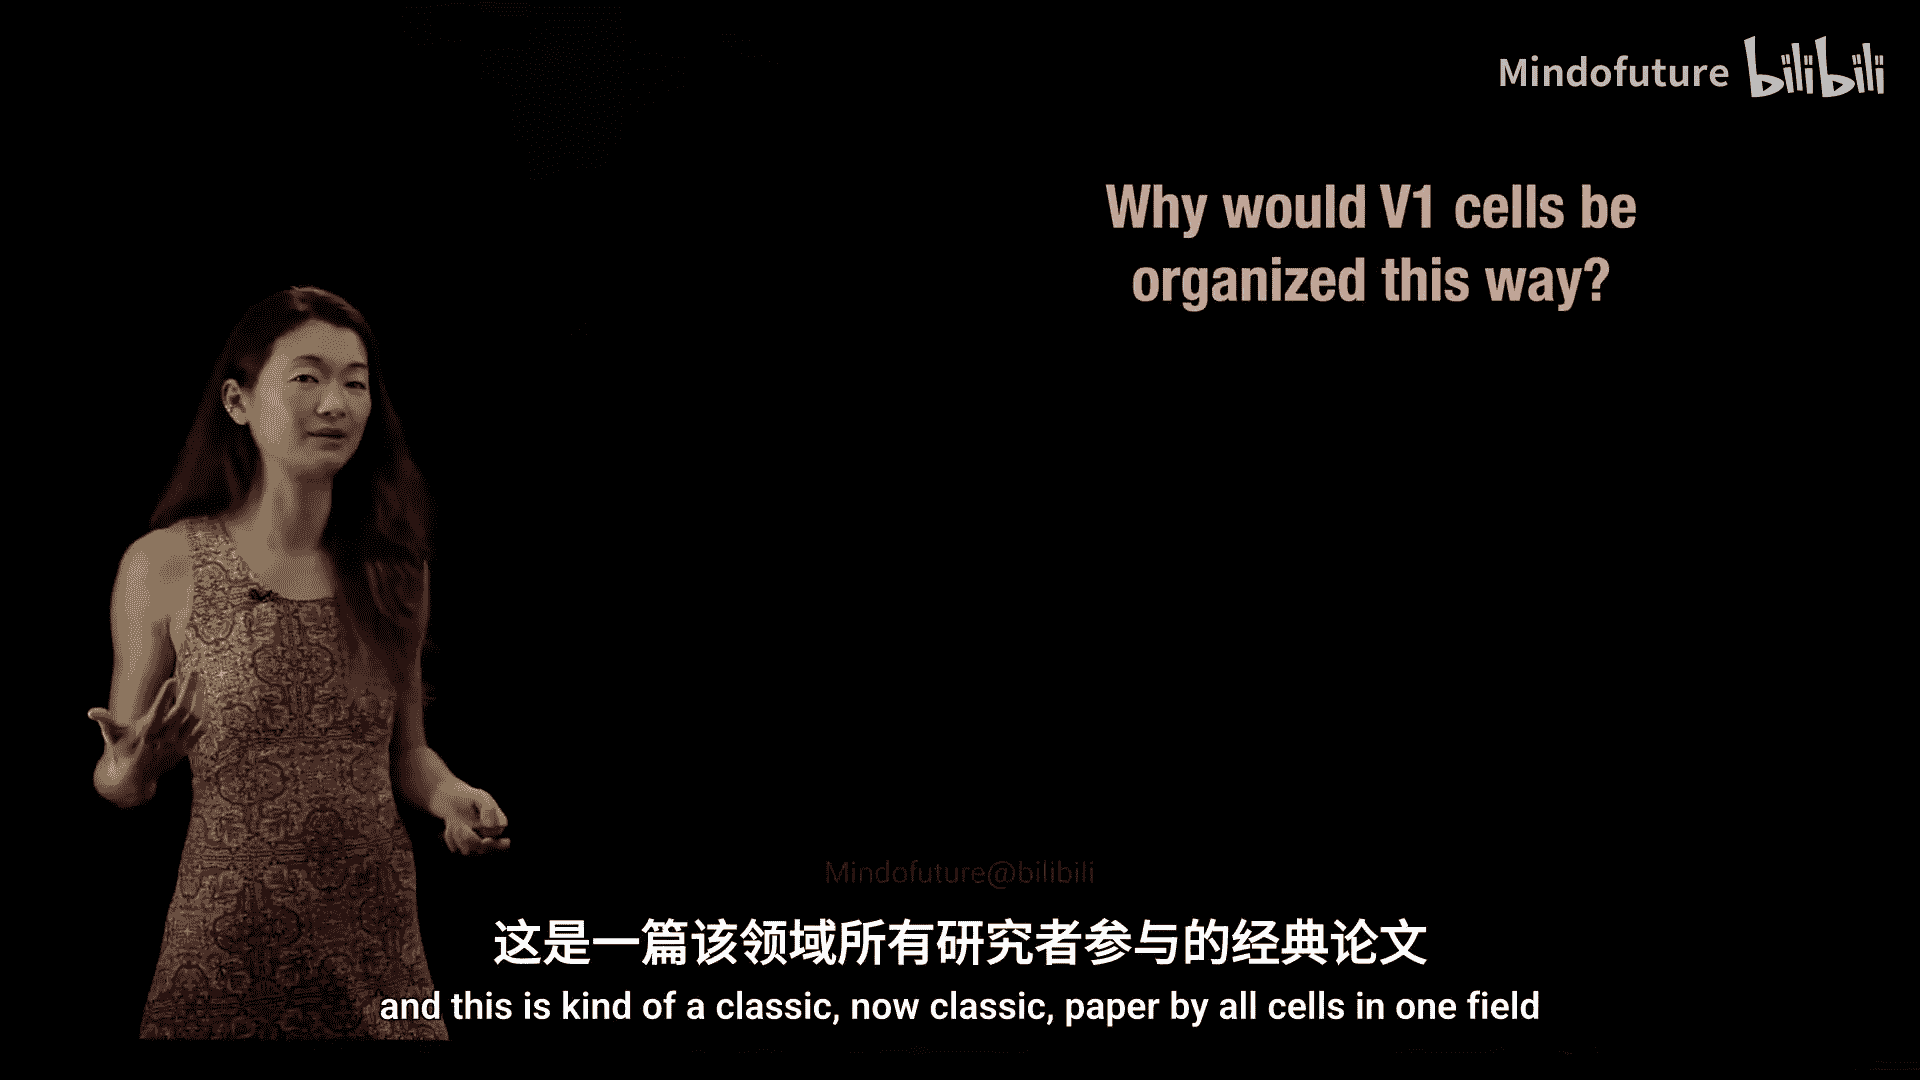 Mindofuture bilibili
Why would V1 cells be
organized this way?
Mindofuture@bilibili
这是一篇该领域所有研究者参与的经典论文
and this is kind of a classic, now classic, paper by all cells in one field